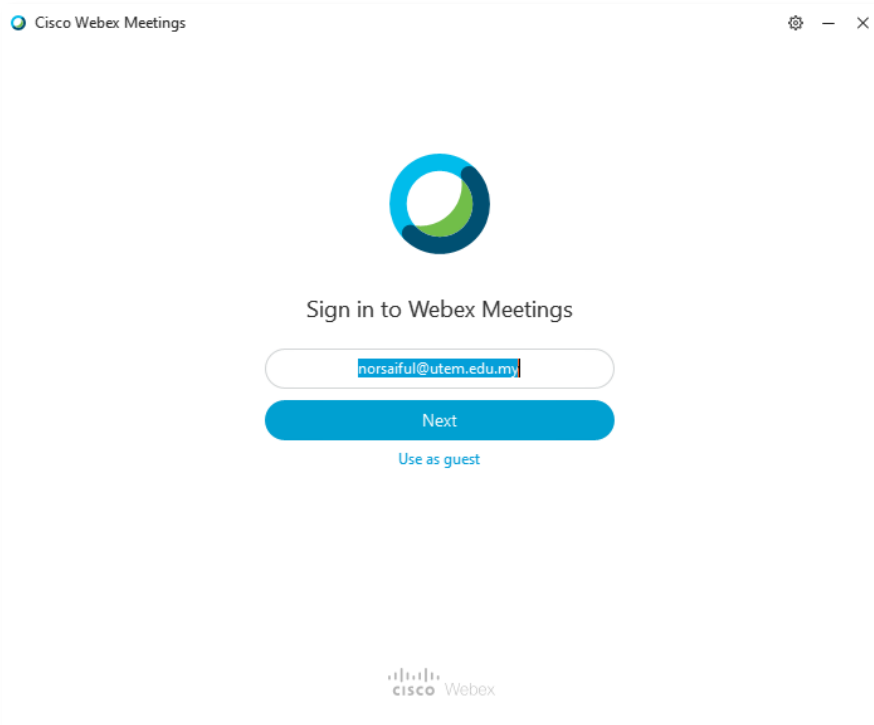 Cisco Webex Meetings
Sign in to Webex Meetings
norsaiful@utem.edu.my
Next
Use as guest
CISCO Webex